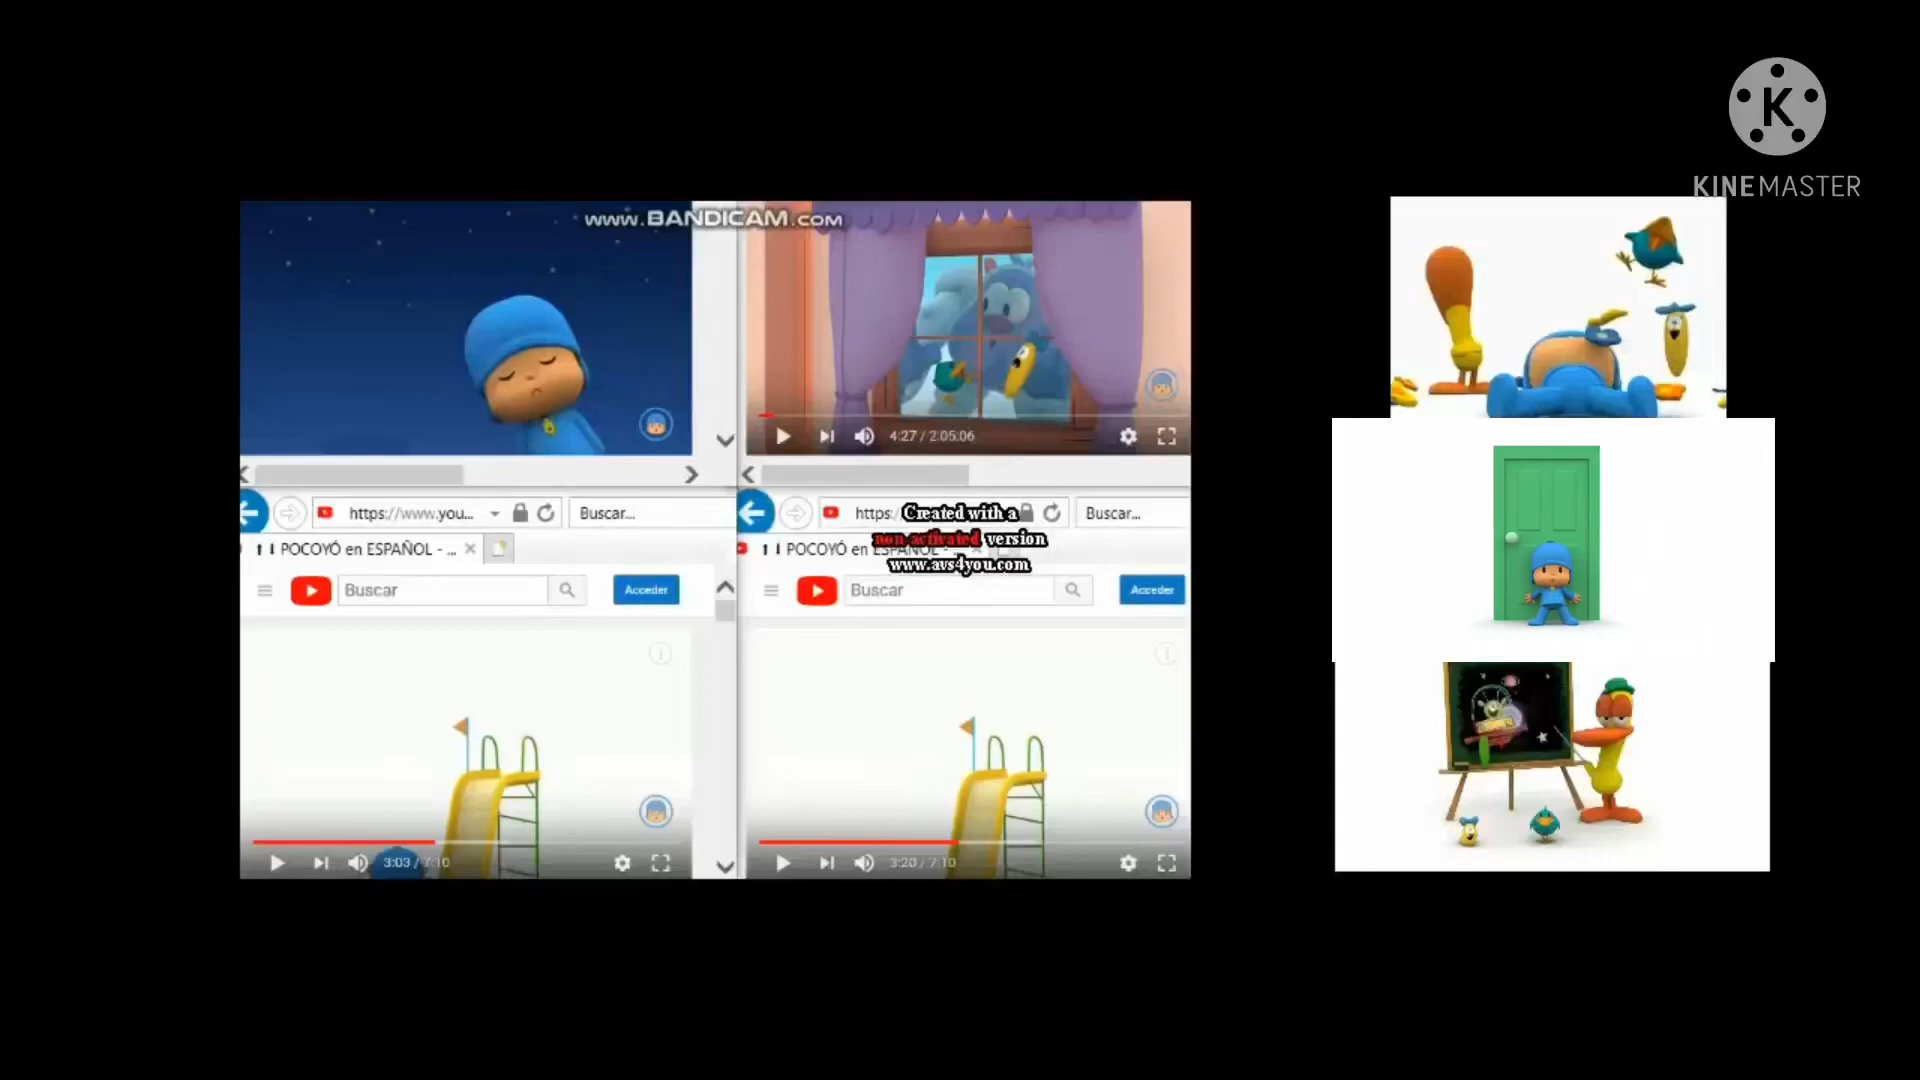 K
KINEMASTER
www.BANDICAM.com
4:27 / 2:05:06
https://www.you...
Buscar...
https:/
Buscar...
Created with a
non-activated version
www.avs4you.com
POCOYÓ en ESPAÑOL - ...
POCOYÓ en ESPAÑOL -
Buscar
Acceder
Buscar
Acceder
3:03 / 7:10
3:20 / 7:10